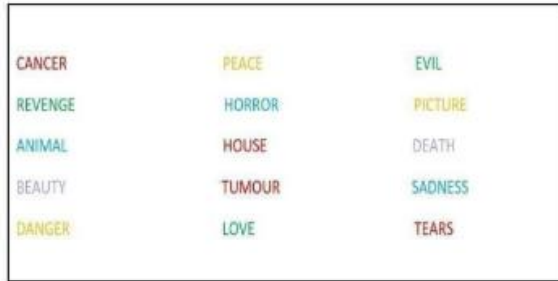 CANCER PEACE EVIL
REVENGE HORROR PICTURE
ANIMAL HOUSE DEATH
BEAUTY TUMOUR SADNESS
DANGER LOVE TEARS